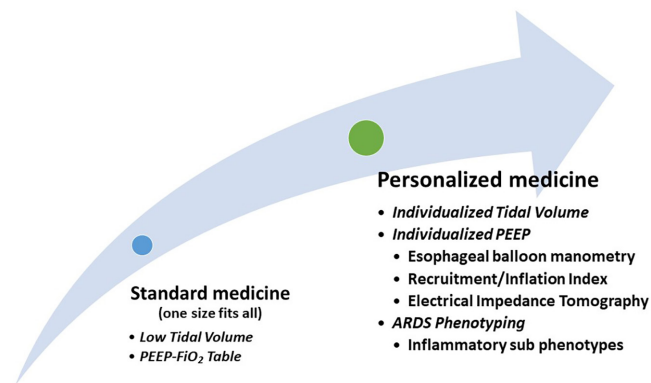 Personalized medicine
• Individualized Tidal Volume
• Individualized PEEP
• Esophageal balloon manometry
• Recruitment/Inflation Index
• Electrical Impedance Tomography
• ARDS Phenotyping
• Inflammatory sub phenotypes
Standard medicine
(one size fits all)
• Low Tidal Volume
• PEEP-FiO₂ Table